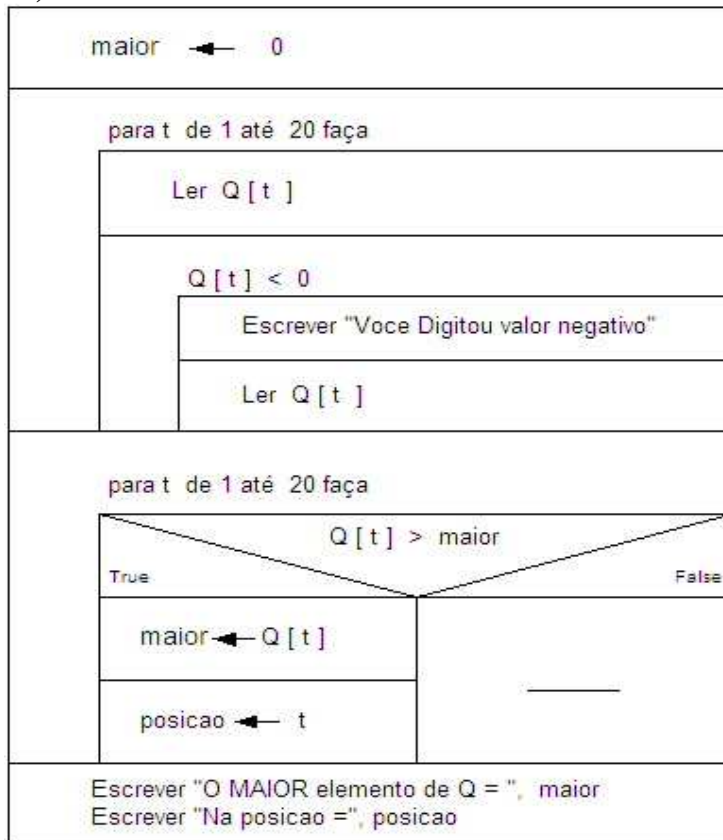 maior ← 0
para t de 1 até 20 faça
Ler Q [ t ]
Q [ t ] < 0
Escrever "Voce Digitou valor negativo"
Ler Q [ t ]
para t de 1 até 20 faça
Q [ t ] > maior
True False
maior ← Q [ t ]
posicao ← t
Escrever "O MAIOR elemento de Q = ", maior
Escrever "Na posicao =", posicao